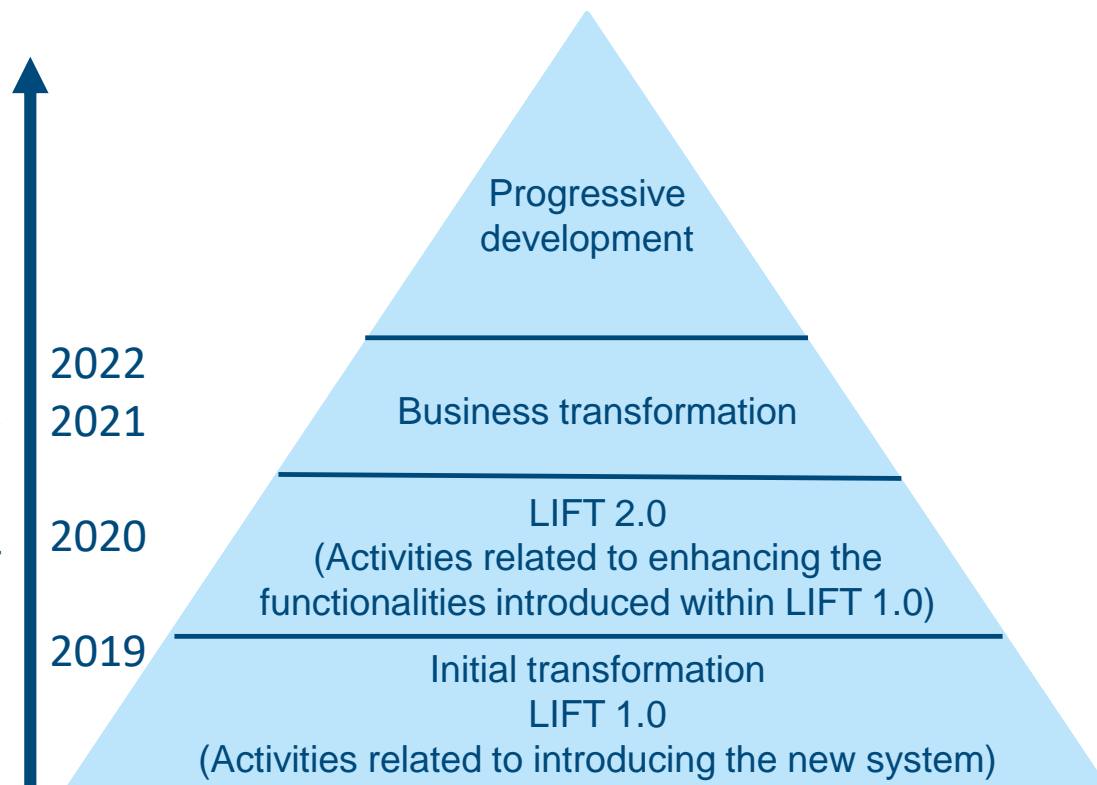 Progressive
development
2022
2021
Business transformation
LIFT 2.0
2020
(Activities related to enhancing the
functionalities introduced within LIFT 1.0)
2019
Initial transformation
LIFT 1.0
(Activities related to introducing the new system)